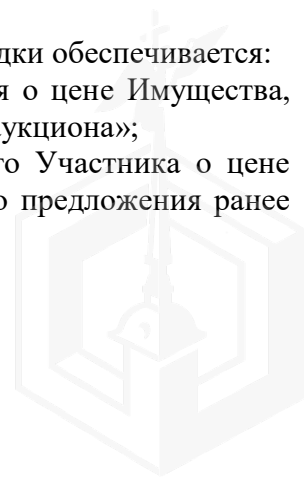 дки обеспечивается:
я о цене Имущества,
укциона»;
го Участника о цене
о предложения ранее